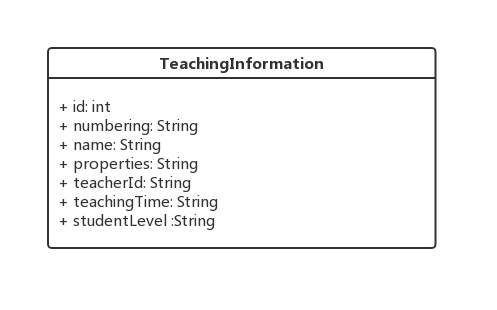 TeachingInformation
+ id: int
+ numbering: String
+ name: String
+ properties: String
+ teacherId: String
+ teachingTime: String
+ studentLevel :String